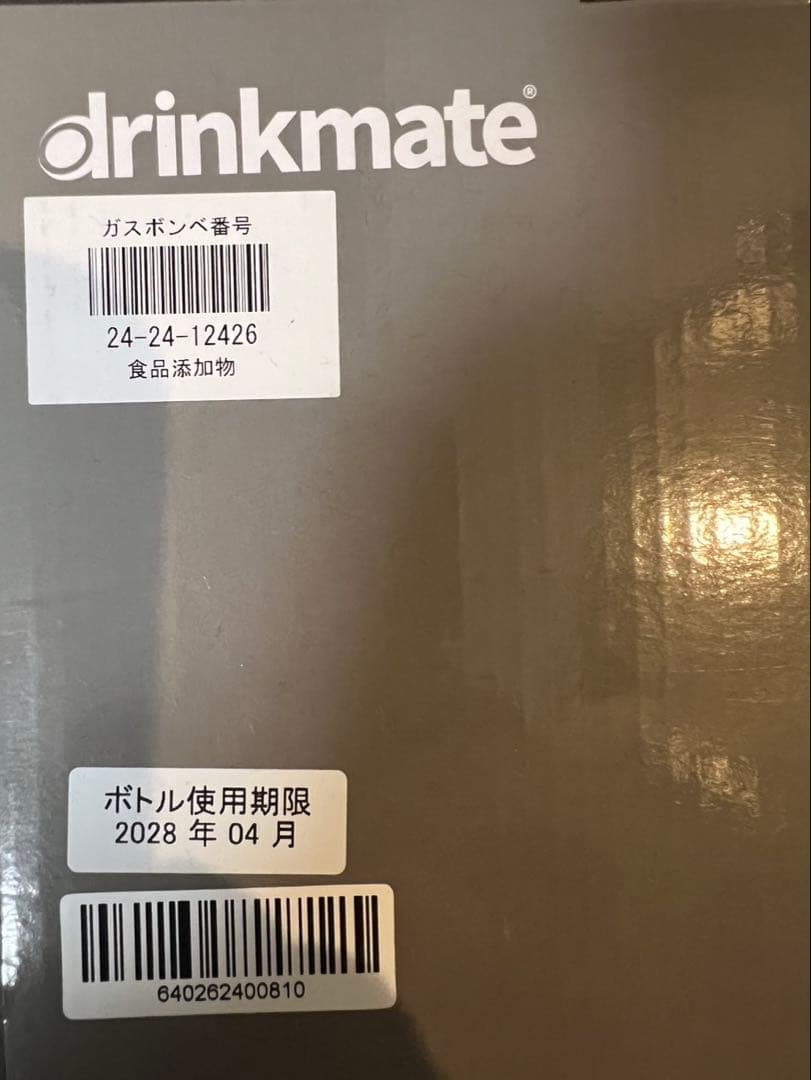 drinkmate®
ガスボンベ番号
24-24-12426
食品添加物
ボトル使用期限
2028 年 04 月
640262400810